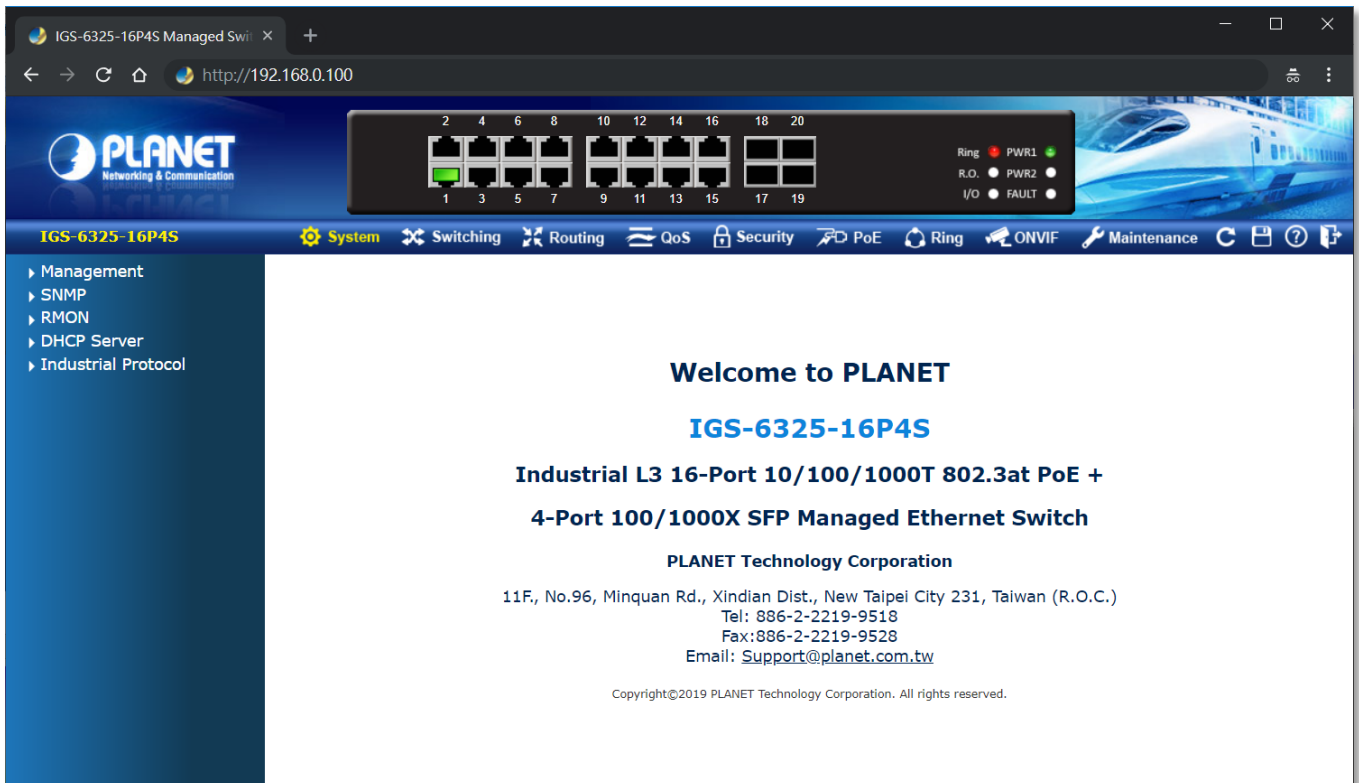 IGS-6325-16P4S Managed Swit
http://192.168.0.100
PLANET
Networking & Communication
2 4 6 8 10 12 14 16 18 20
1 3 5 7 9 11 13 15 17 19
Ring PWR1
R.O. PWR2
I/O FAULT
IGS-6325-16P4S
System Switching Routing QoS Security PoE Ring ONVIF Maintenance
Management
SNMP
RMON
DHCP Server
Industrial Protocol
Welcome to PLANET
IGS-6325-16P4S
Industrial L3 16-Port 10/100/1000T 802.3at PoE +
4-Port 100/1000X SFP Managed Ethernet Switch
PLANET Technology Corporation
11F., No.96, Minquan Rd., Xindian Dist., New Taipei City 231, Taiwan (R.O.C.)
Tel: 886-2-2219-9518
Fax:886-2-2219-9528
Email: Support@planet.com.tw
Copyright©2019 PLANET Technology Corporation. All rights reserved.